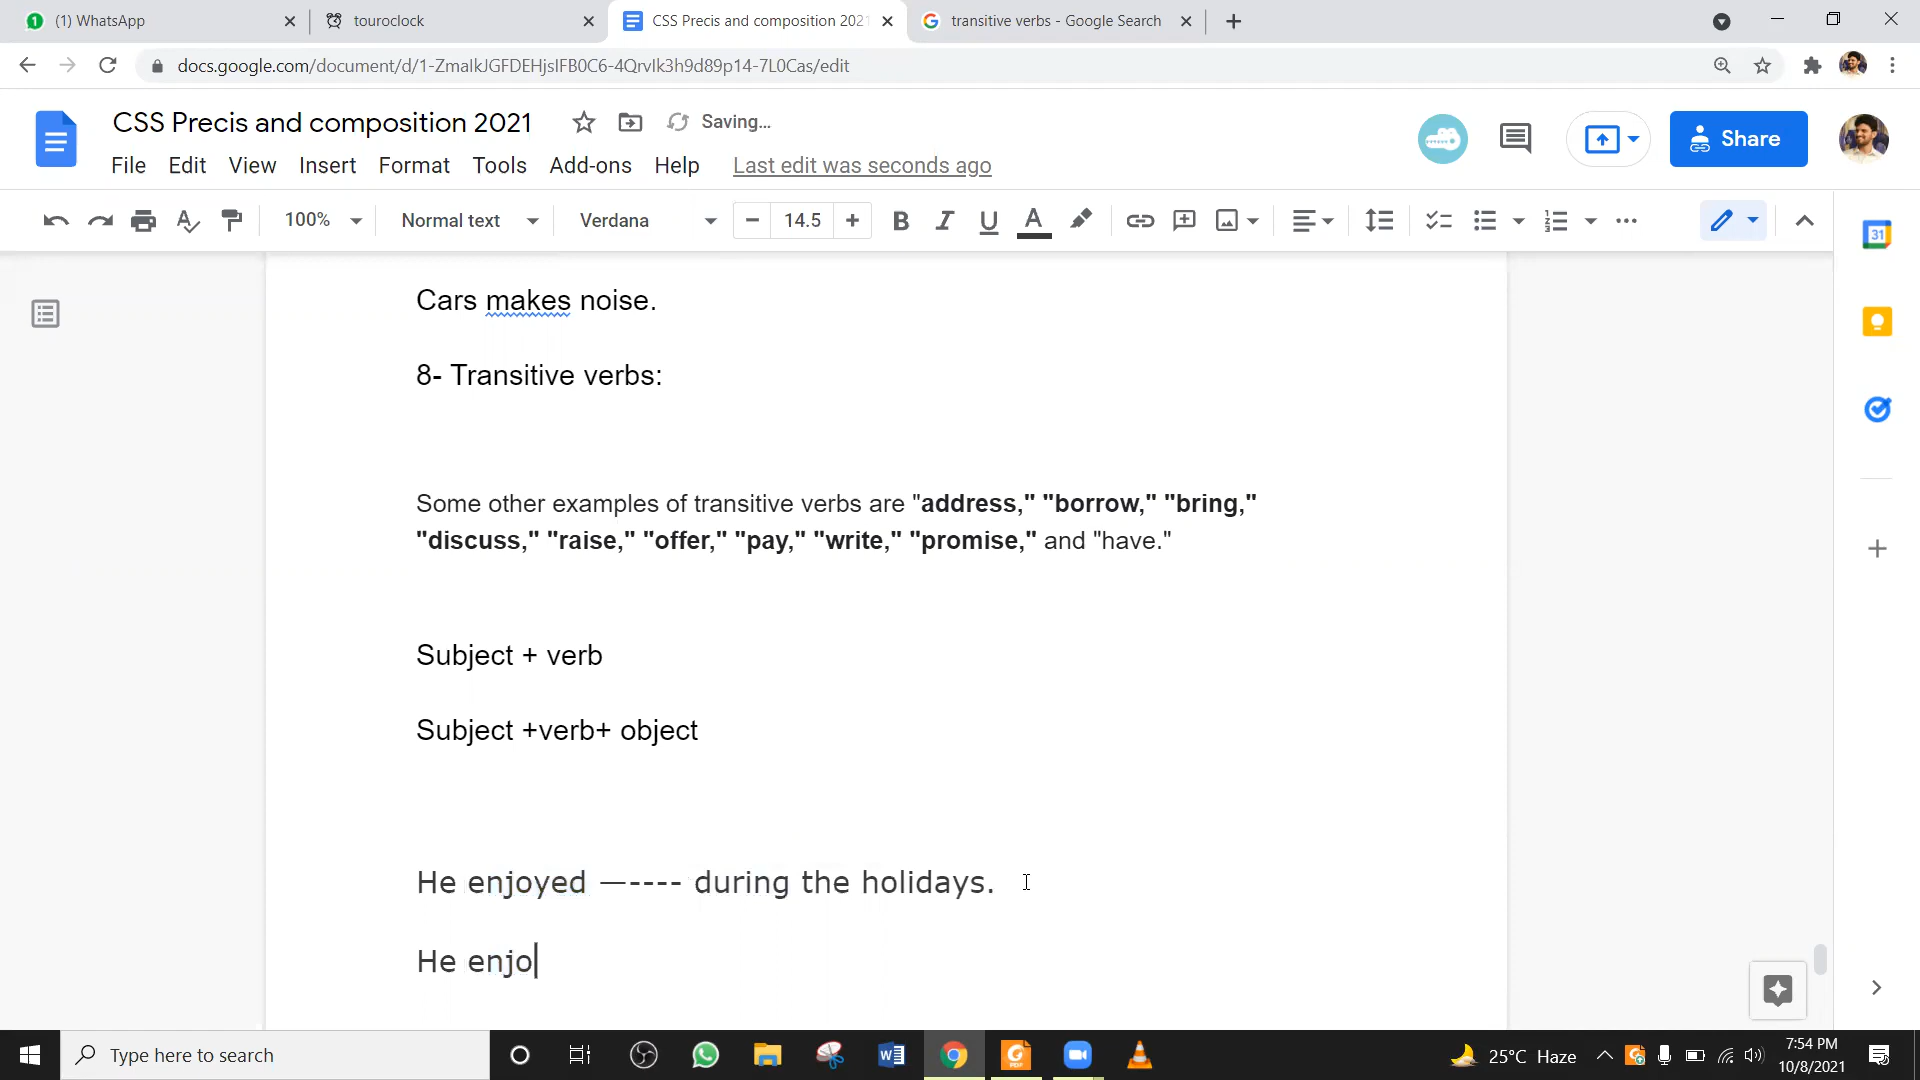 (1) WhatsApp
touroclock
CSS Precis and composition 202
transitive verbs - Google Search
docs.google.com/document/d/1-ZmaIkJGFDEHjsIFB0C6-4QrvIk3h9d89p14-7L0Cas/edit
CSS Precis and composition 2021
Saving...
Share
File Edit View Insert Format Tools Add-ons Help Last edit was seconds ago
100% Normal text Verdana 14.5
Cars makes noise.
8- Transitive verbs:
Some other examples of transitive verbs are "address," "borrow," "bring,"
"discuss," "raise," "offer," "pay," "write," "promise," and "have."
Subject + verb
Subject +verb+ object
He enjoyed —---- during the holidays.
He enjo
Type here to search
25°C Haze
7:54 PM
10/8/2021